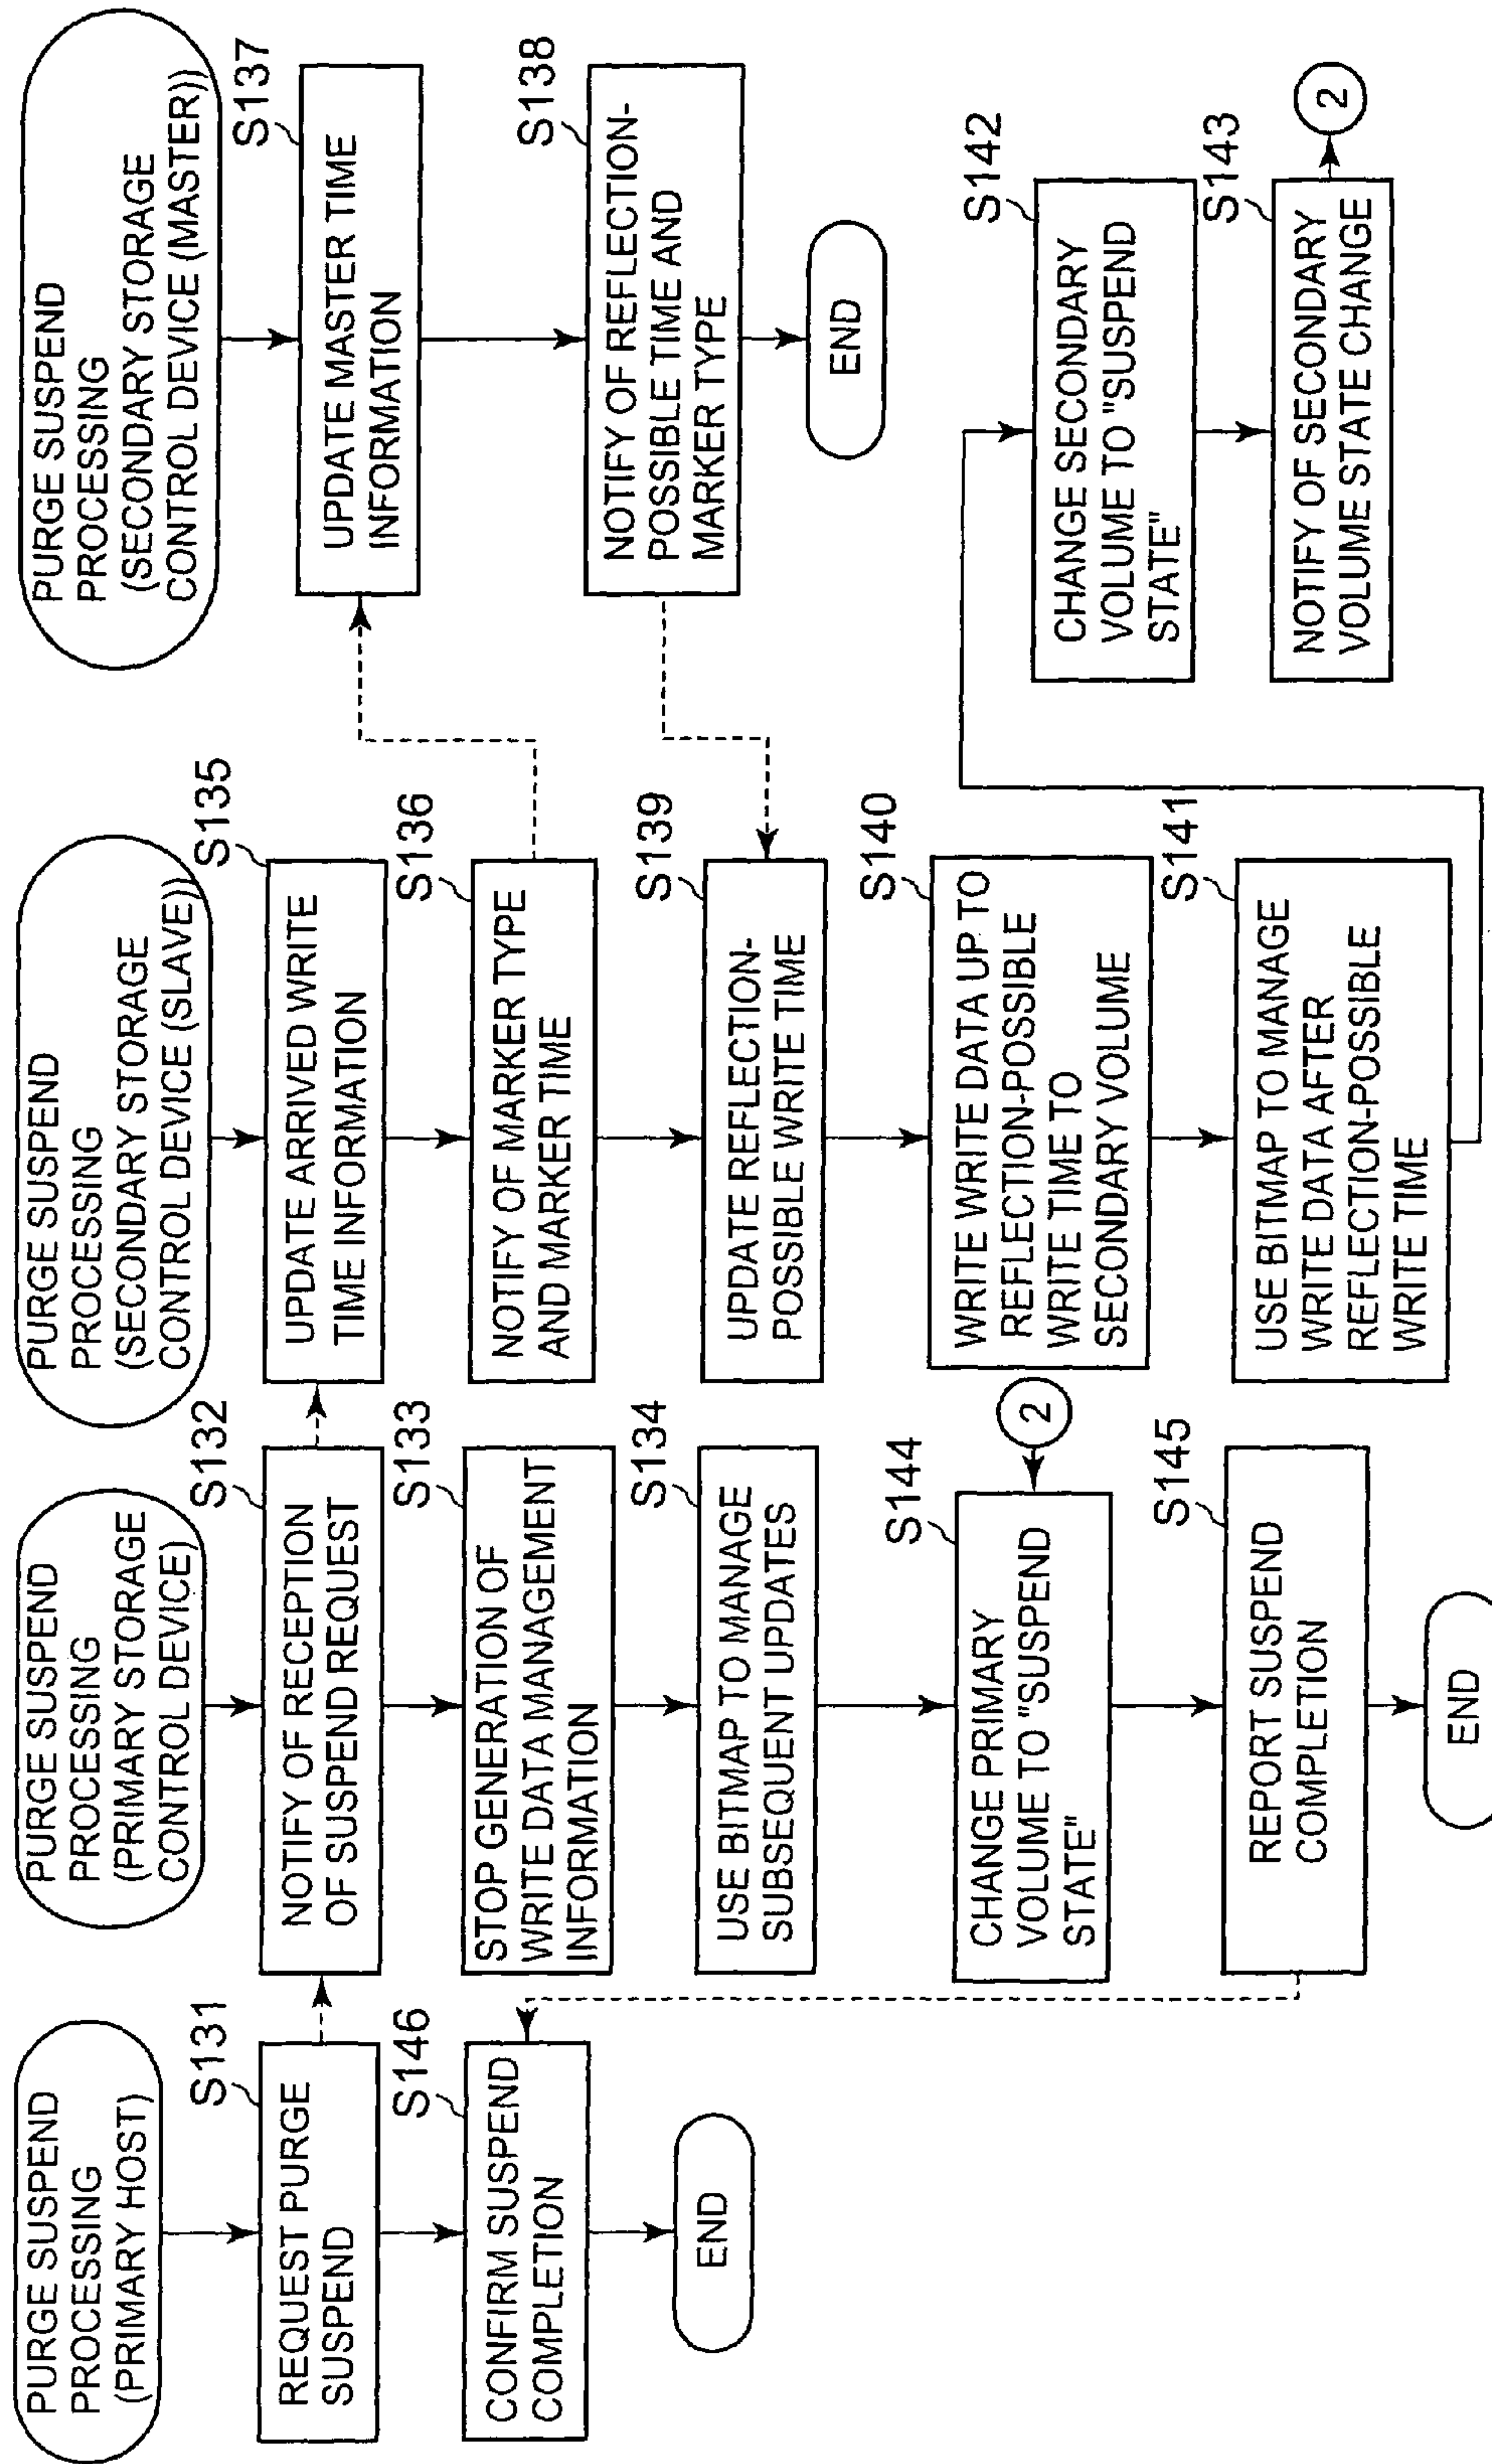 PURGE SUSPEND
PROCESSING
(PRIMARY HOST)
S131
REQUEST PURGE
SUSPEND
S146
CONFIRM SUSPEND
COMPLETION
END
PURGE SUSPEND
PROCESSING
(PRIMARY STORAGE
CONTROL DEVICE)
S132
NOTIFY OF RECEPTION
OF SUSPEND REQUEST
S133
STOP GENERATION OF
WRITE DATA MANAGEMENT
INFORMATION
S134
USE BITMAP TO MANAGE
SUBSEQUENT UPDATES
2
S144
CHANGE PRIMARY
VOLUME TO "SUSPEND
STATE"
S145
REPORT SUSPEND
COMPLETION
END
PURGE SUSPEND
PROCESSING
(SECONDARY STORAGE
CONTROL DEVICE (SLAVE))
S135
UPDATE ARRIVED WRITE
TIME INFORMATION
S136
NOTIFY OF MARKER TYPE
AND MARKER TIME
S139
UPDATE REFLECTION-
POSSIBLE WRITE TIME
S140
WRITE WRITE DATA UP TO
REFLECTION-POSSIBLE
WRITE TIME TO
SECONDARY VOLUME
S141
USE BITMAP TO MANAGE
WRITE DATA AFTER
REFLECTION-POSSIBLE
WRITE TIME
PURGE SUSPEND
PROCESSING
(SECONDARY STORAGE
CONTROL DEVICE (MASTER))
S137
UPDATE MASTER TIME
INFORMATION
S138
NOTIFY OF REFLECTION-
POSSIBLE TIME AND
MARKER TYPE
END
S142
CHANGE SECONDARY
VOLUME TO "SUSPEND
STATE"
S143
NOTIFY OF SECONDARY
VOLUME STATE CHANGE
2